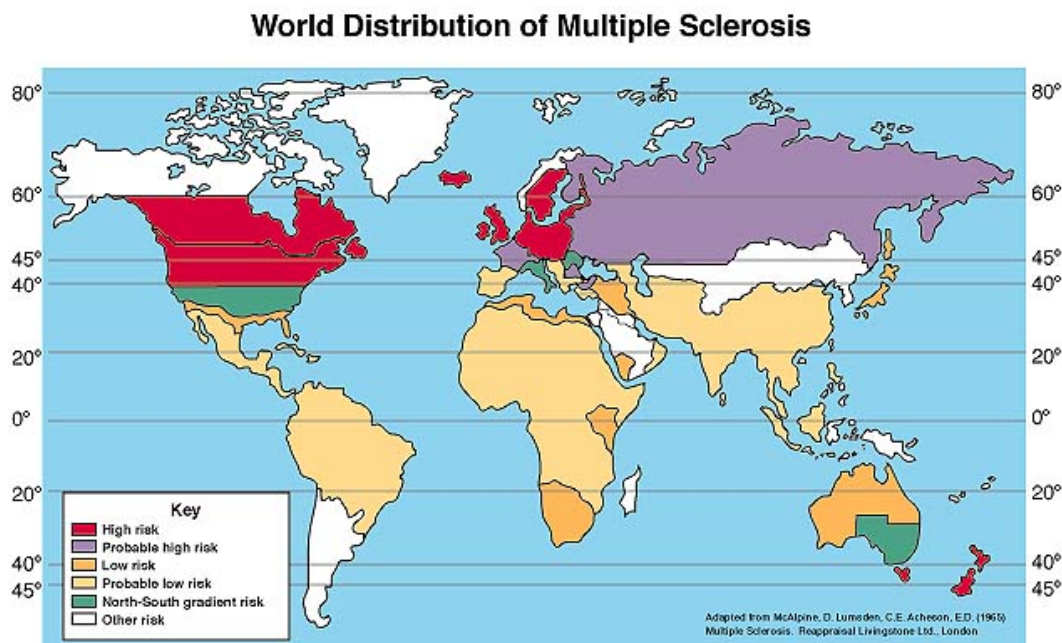 World Distribution of Multiple Sclerosis
80°
80°
60°
60°
45°
45°
40°
40°
20°
20°
0°
0°
20°
20°
Key
High risk
Probable high risk
Low risk
Probable low risk
North-South gradient risk
Other risk
40°
40°
45°
45°
Adapted from McAlpine, D. Lumsden, C.E. Acheson, E.D. (1965)
Multiple Sclerosis. Reappraisal Livingstone Ltd., London